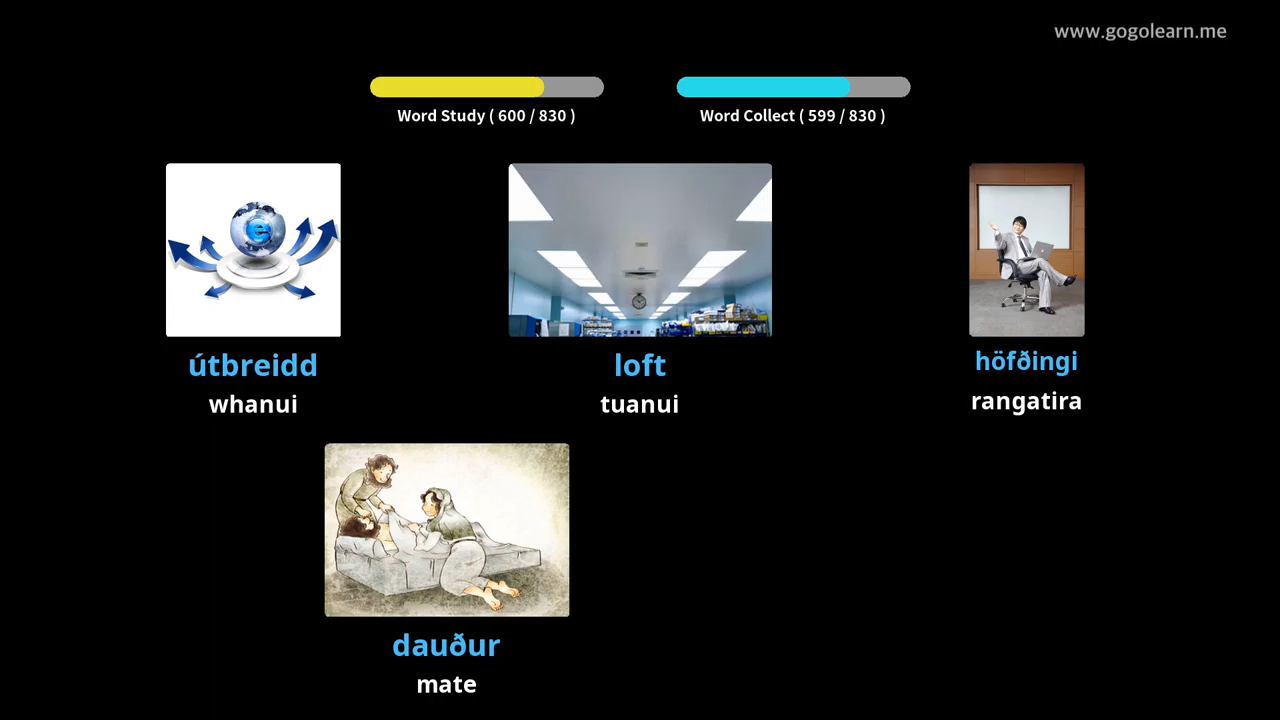 www.gogolearn.me
Word Study ( 600 / 830 )
Word Collect ( 599 / 830 )
útbreidd
whanui
loft
tuanui
höfðingi
rangatira
dauður
mate